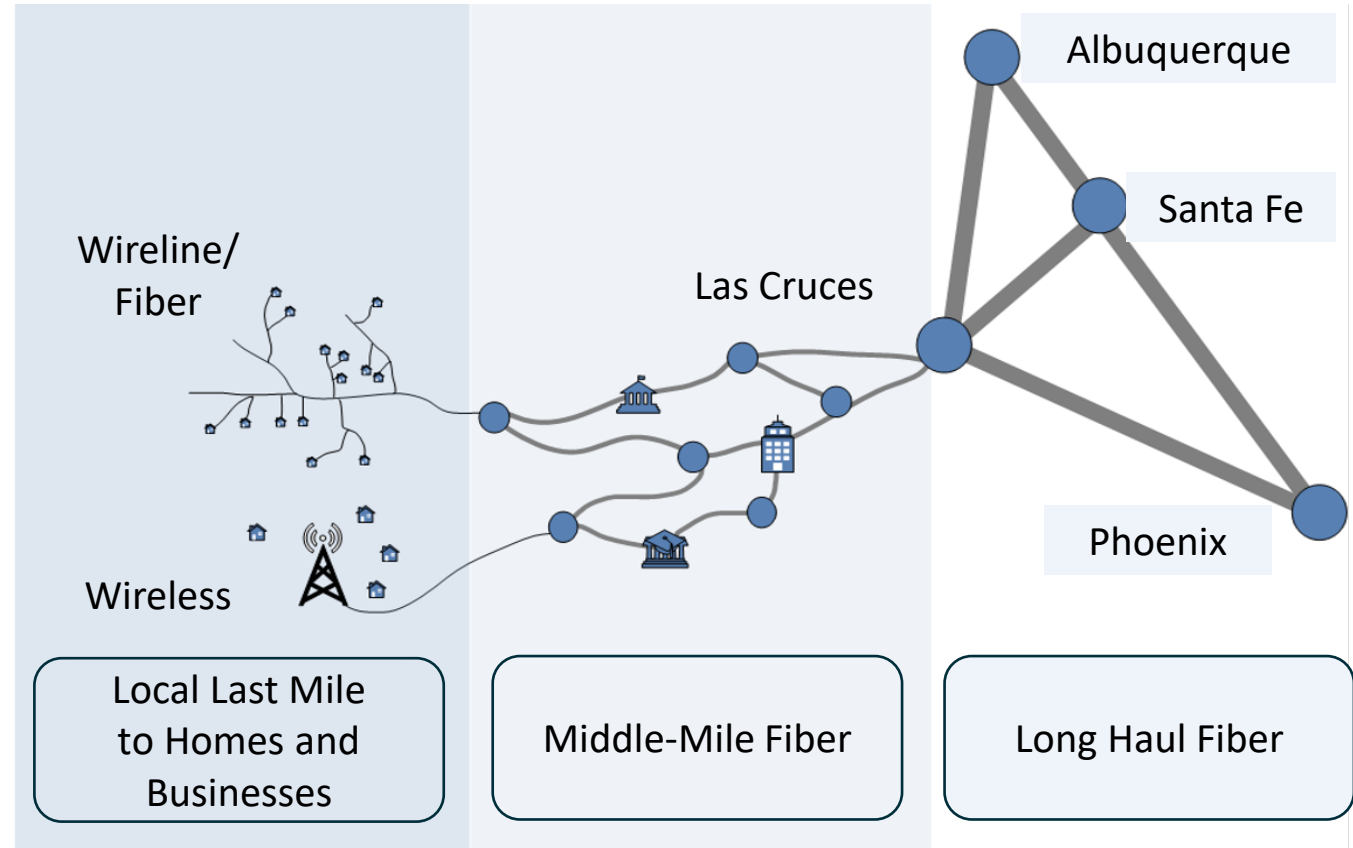 Albuquerque
Santa Fe
Wireline/
Fiber
Las Cruces
Phoenix
Wireless
Local Last Mile
to Homes and
Businesses
Middle-Mile Fiber
Long Haul Fiber